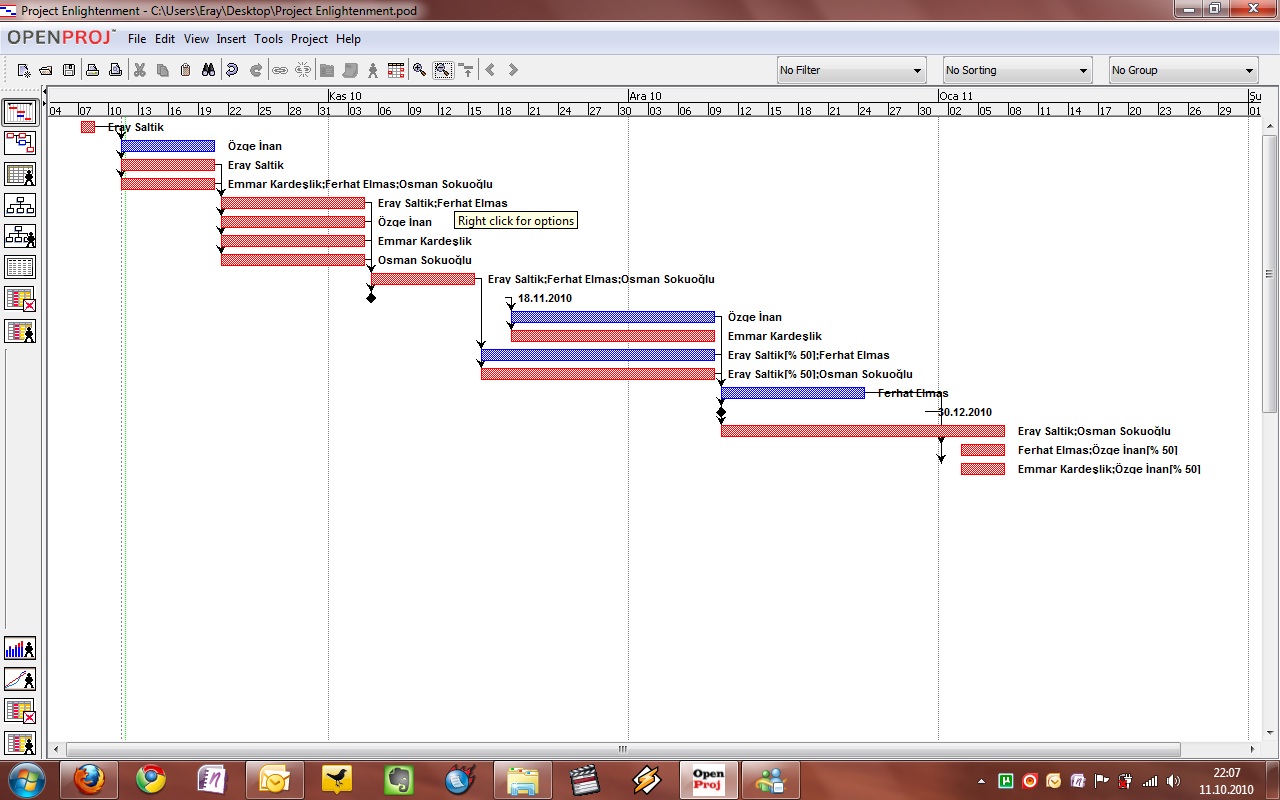 Project Enlightenment - C:\Users\Eray\Desktop\Project Enlightenment.pod
OPENPROJ™ File Edit View Insert Tools Project Help
No Filter No Sorting No Group
Kas 10 Ara 10 Oca 11 Şu
04 07 10 13 16 19 22 25 28 31 03 06 09 12 15 18 21 24 27 30 03 06 09 12 15 18 21 24 27 30 02 05 08 11 14 17 20 23 26 29 01
Eray Saltik
Özge İnan
Eray Saltik
Emmar Kardeşlik;Ferhat Elmas;Osman Sokuoğlu
Eray Saltik;Ferhat Elmas
Özge İnan
Right click for options
Emmar Kardeşlik
Osman Sokuoğlu
Eray Saltik;Ferhat Elmas;Osman Sokuoğlu
18.11.2010
Özge İnan
Emmar Kardeşlik
Eray Saltik[% 50];Ferhat Elmas
Eray Saltik[% 50];Osman Sokuoğlu
Ferhat Elmas
30.12.2010
Eray Saltik;Osman Sokuoğlu
Ferhat Elmas;Özge İnan[% 50]
Emmar Kardeşlik;Özge İnan[% 50]
Open
Proj
22:07
11.10.2010